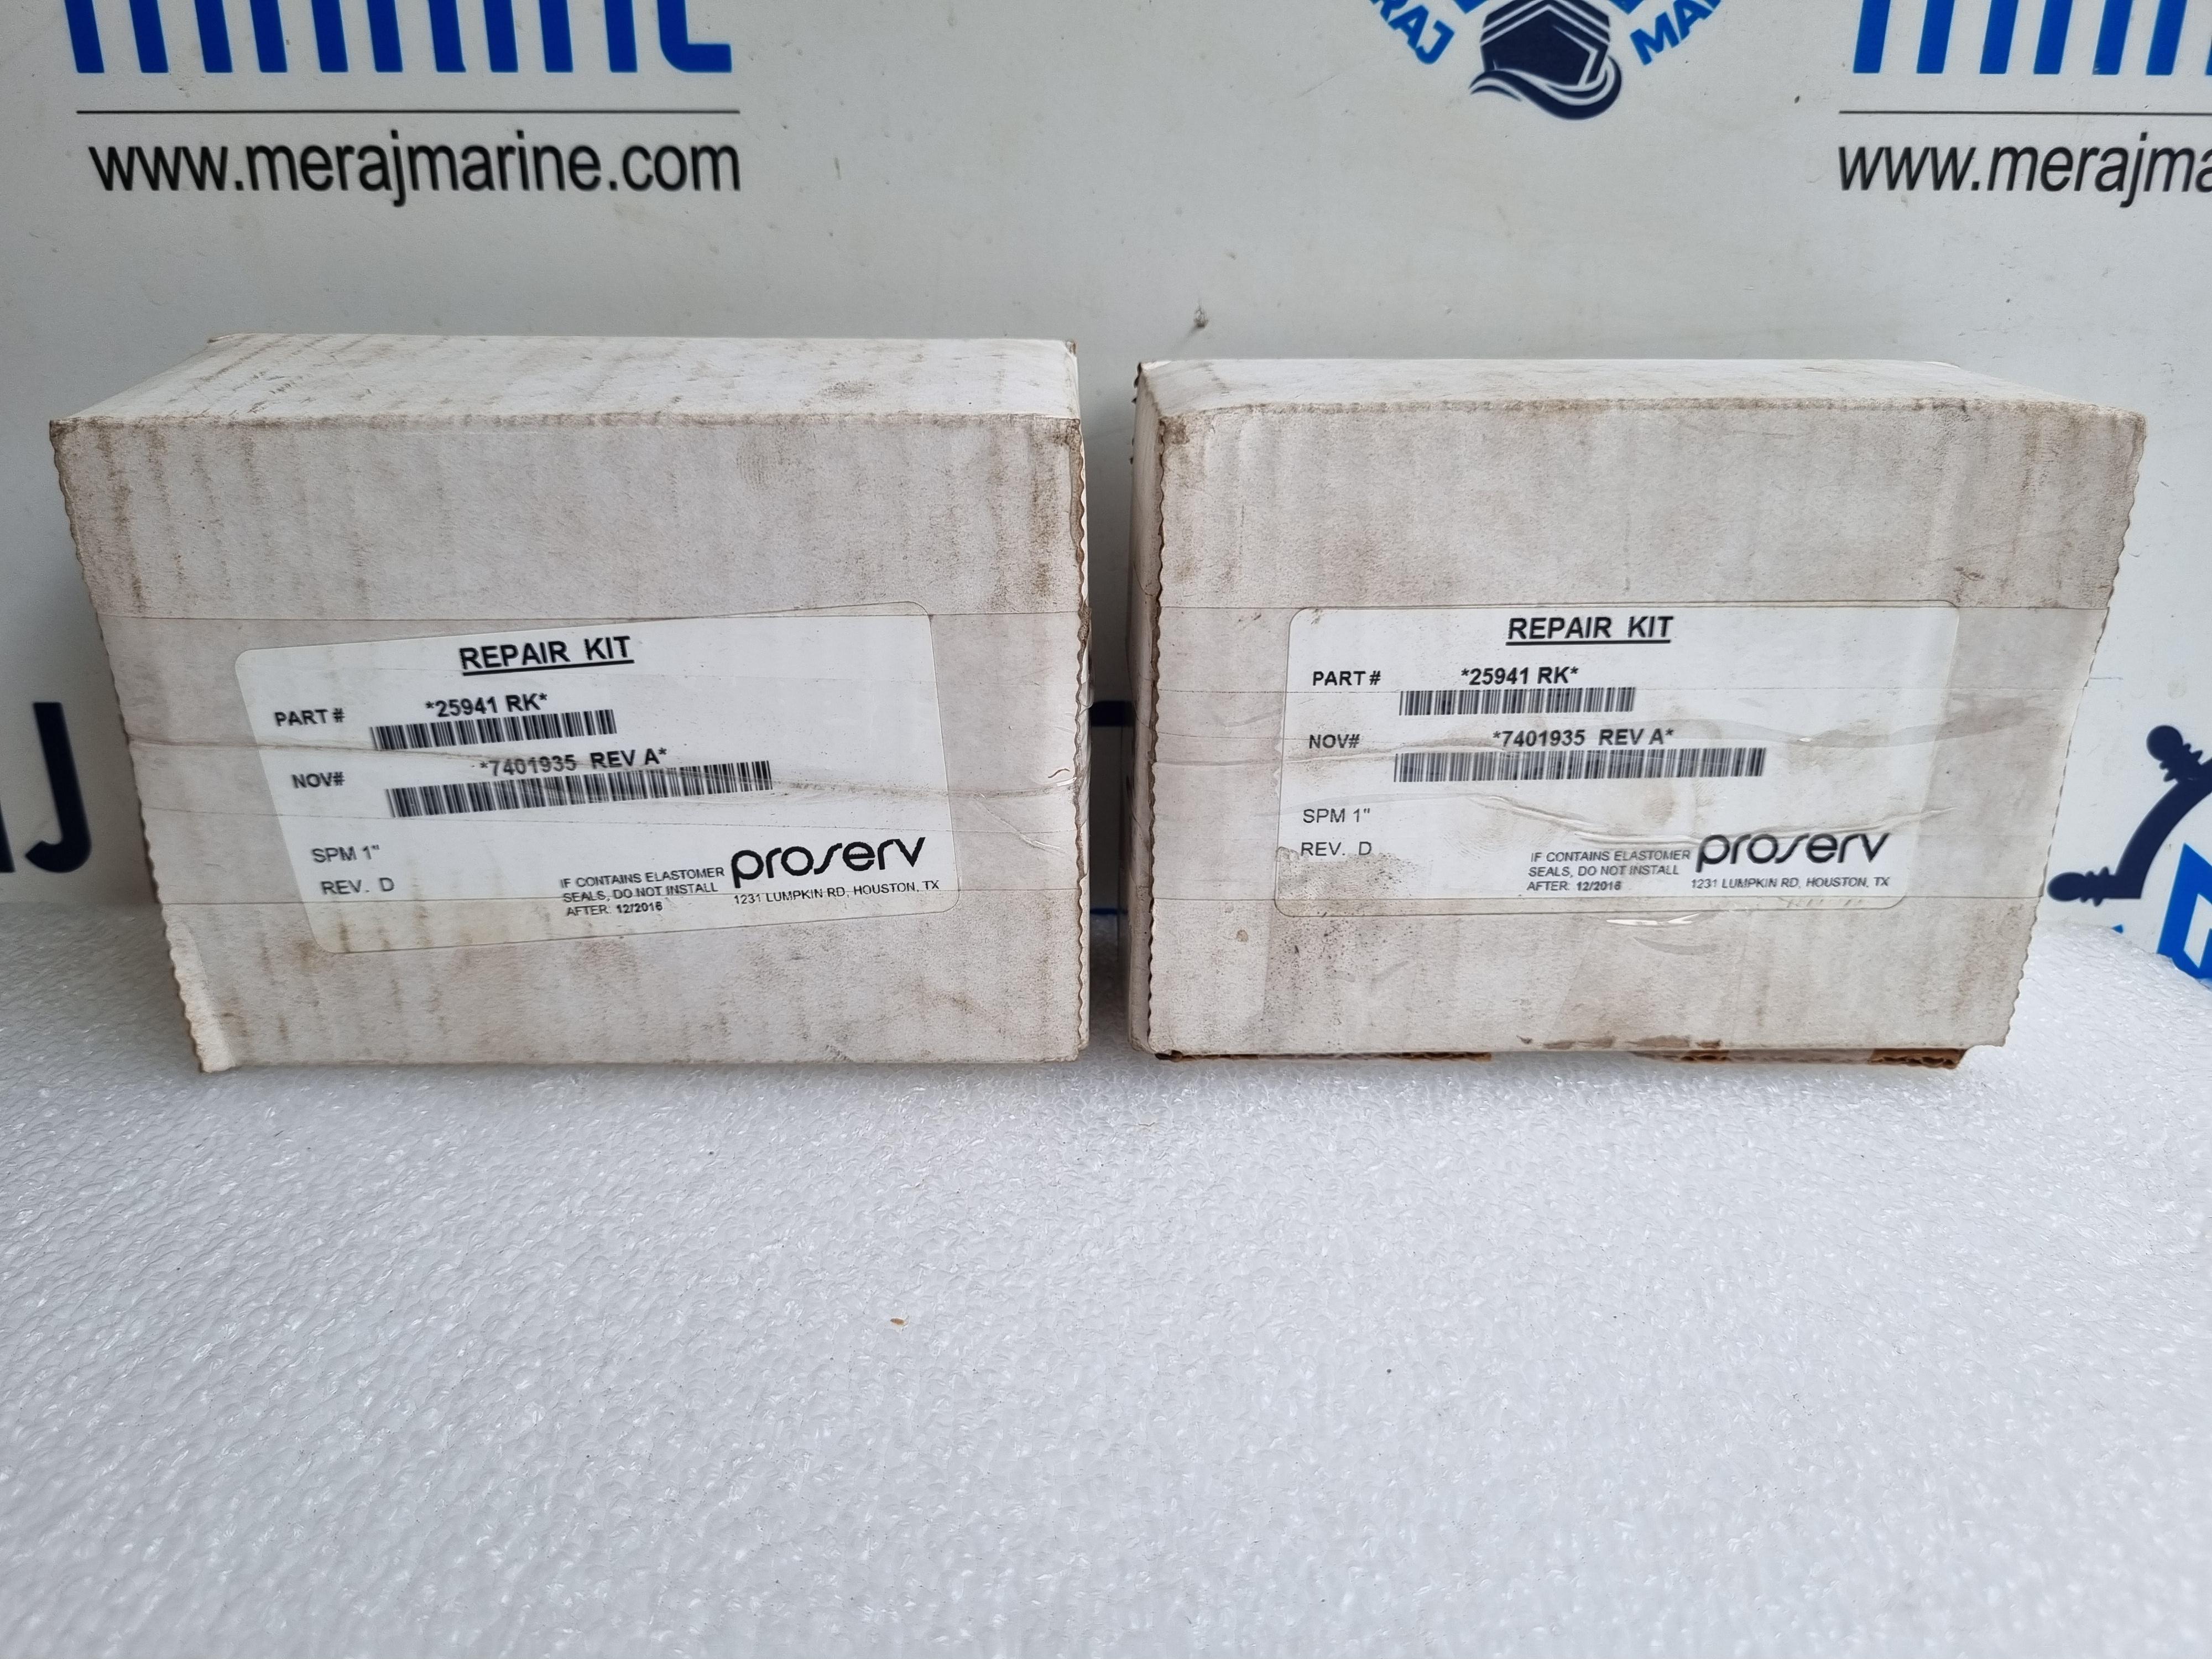 www.merajmarine.com
www.merajma
REPAIR KIT
PART # *25941 RK*
NOV# *7401935 REV A*
SPM 1"
REV. D
IF CONTAINS ELASTOMER
SEALS, DO NOT INSTALL
AFTER: 12/2016
proserv
1231 LUMPKIN RD, HOUSTON, TX
REPAIR KIT
PART # *25941 RK*
NOV# *7401935 REV A*
SPM 1"
REV. D
IF CONTAINS ELASTOMER
SEALS, DO NOT INSTALL
AFTER: 12/2016
proserv
1231 LUMPKIN RD, HOUSTON, TX